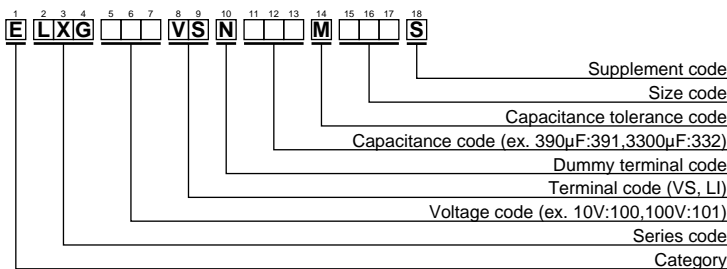 1 2 3 4 5 6 7 8 9 10 11 12 13 14 15 16 17 18
E L X G V S N M S
Supplement code
Size code
Capacitance tolerance code
Capacitance code (ex. 390µF:391,3300µF:332)
Dummy terminal code
Terminal code (VS, LI)
Voltage code (ex. 10V:100,100V:101)
Series code
Category